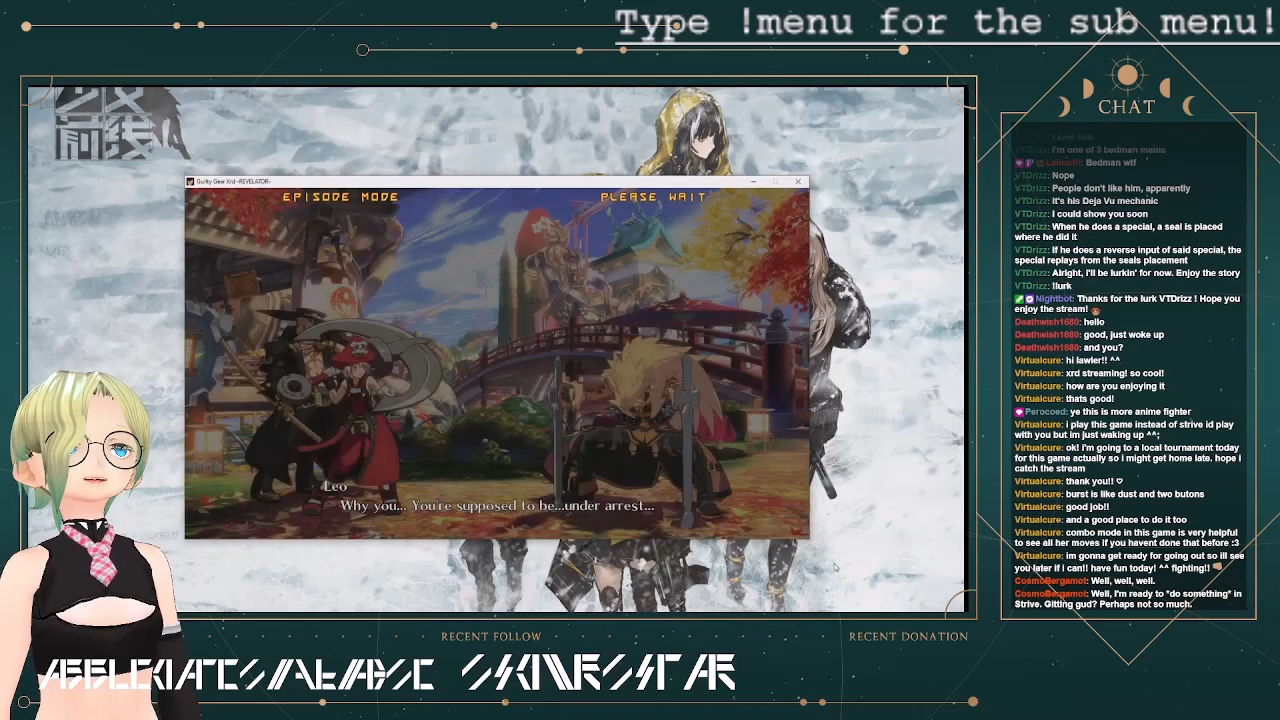 Type !menu for the sub menu!
CHAT
Guilty Gear Xrd -REVELATOR-
EPISODE MODE
PLEASE WAIT
Leo
Why you... You're supposed to be...under arrest...
I love him.
VTDrizz: I'm one of 3 bedman mains
Bedman wtf
VTDrizz: Nope
VTDrizz: People don't like him, apparently
VTDrizz: It's his Deja Vu mechanic
VTDrizz: I could show you soon
VTDrizz: When he does a special, a seal is placed
where he did it
VTDrizz: If he does a reverse input of said special, the
special replays from the seals placement
VTDrizz: Alright, I'll be lurkin' for now. Enjoy the story
VTDrizz: !lurk
Nightbot: Thanks for the lurk VTDrizz ! Hope you
enjoy the stream!
Deathwish1680: hello
Deathwish1680: good, just woke up
Deathwish1680: and you?
Virtualcure: hi lawler!! ^^
Virtualcure: xrd streaming! so cool!
Virtualcure: how are you enjoying it
Virtualcure: thats good!
Perocoed: ye this is more anime fighter
Virtualcure: i play this game instead of strive id play
with you but im just waking up ^^;
Virtualcure: ok! i'm going to a local tournament today
for this game actually so i might get home late. hope i
catch the stream
Virtualcure: thank you!! ♡
Virtualcure: burst is like dust and two butons
Virtualcure: good job!!
Virtualcure: and a good place to do it too
Virtualcure: combo mode in this game is very helpful
to see all her moves if you havent done that before :3
Virtualcure: im gonna get ready for going out so ill see
you later if i can!! have fun today! ^^ fighting!!
CosmoBergamot: Well, well, well.
CosmoBergamot: Well, I'm ready to *do something* in
Strive. Gitting gud? Perhaps not so much.
RECENT FOLLOW
RECENT DONATION